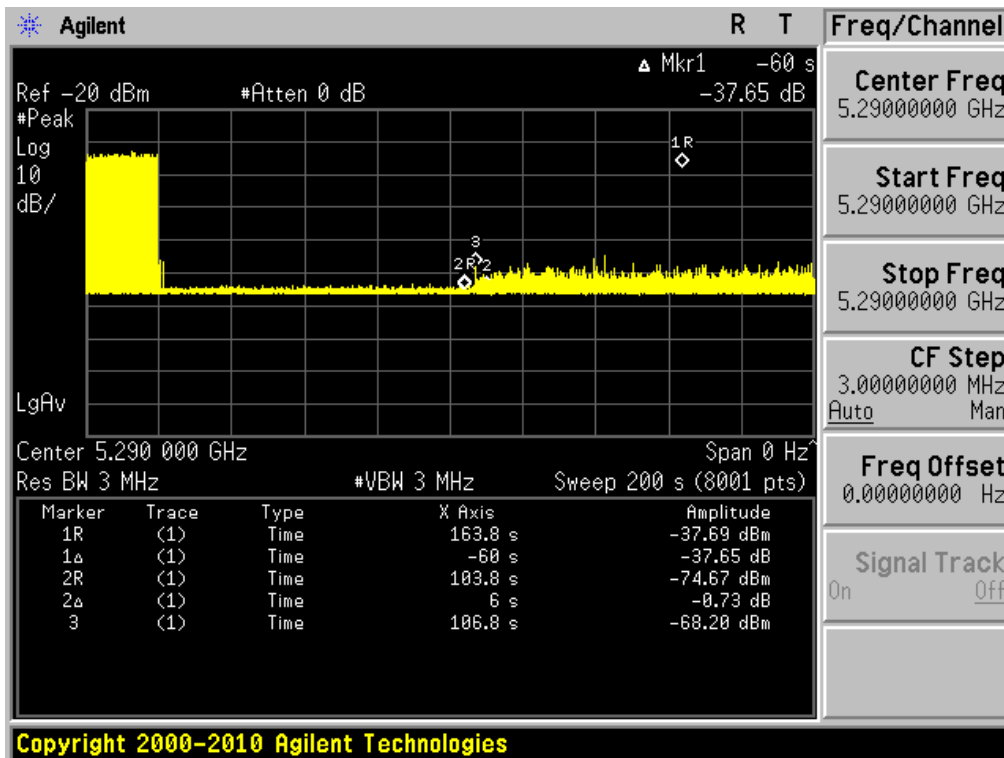 Agilent R T
Δ Mkr1 -60 s
Ref -20 dBm #Atten 0 dB -37.65 dB
#Peak
Log
10
dB/
1R
3
2R 2
LgAv
Center 5.290 000 GHz Span 0 Hz^
Res BW 3 MHz #VBW 3 MHz Sweep 200 s (8001 pts)
Marker Trace Type X Axis Amplitude
1R (1) Time 163.8 s -37.69 dBm
1Δ (1) Time -60 s -37.65 dB
2R (1) Time 103.8 s -74.67 dBm
2Δ (1) Time 6 s -0.73 dB
3 (1) Time 106.8 s -68.20 dBm
Copyright 2000-2010 Agilent Technologies
Freq/Channel
Center Freq
5.29000000 GHz
Start Freq
5.29000000 GHz
Stop Freq
5.29000000 GHz
CF Step
3.00000000 MHz
Auto Man
Freq Offset
0.00000000 Hz
Signal Track
On Off